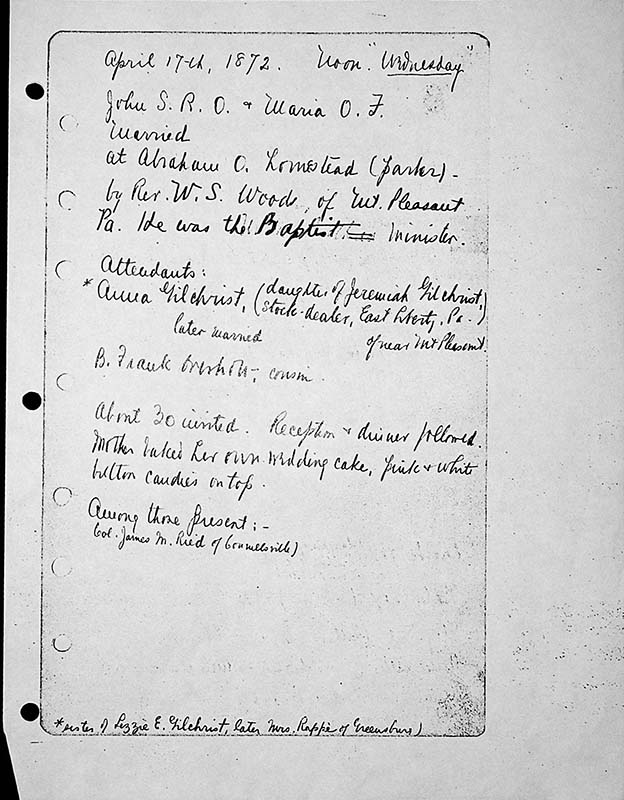 April 17th, 1872. "Noon" "Wednesday"
John S. R. O. + Maria O. F.
Married
at Abraham O. homestead (parlor) -
by Rev. W. S. Woods, of Mt. Pleasant
Pa. He was the Baptist minister.
Attendants:
* Anna Gilchrist, (daughter of Jeremiah Gilchrist,
Stock-dealer, East Liberty, Pa.)
later married of near Mt Pleasant.
B. Frank Overholt, cousin.
About 30 invited. Reception + dinner followed.
Mother baked her own wedding cake, pink + white
button candies on top.
Among those present:-
Col. James M. Reid of Connellsville)
* sister of Lizzie E. Gilchrist, later Mrs. of Greensburg)